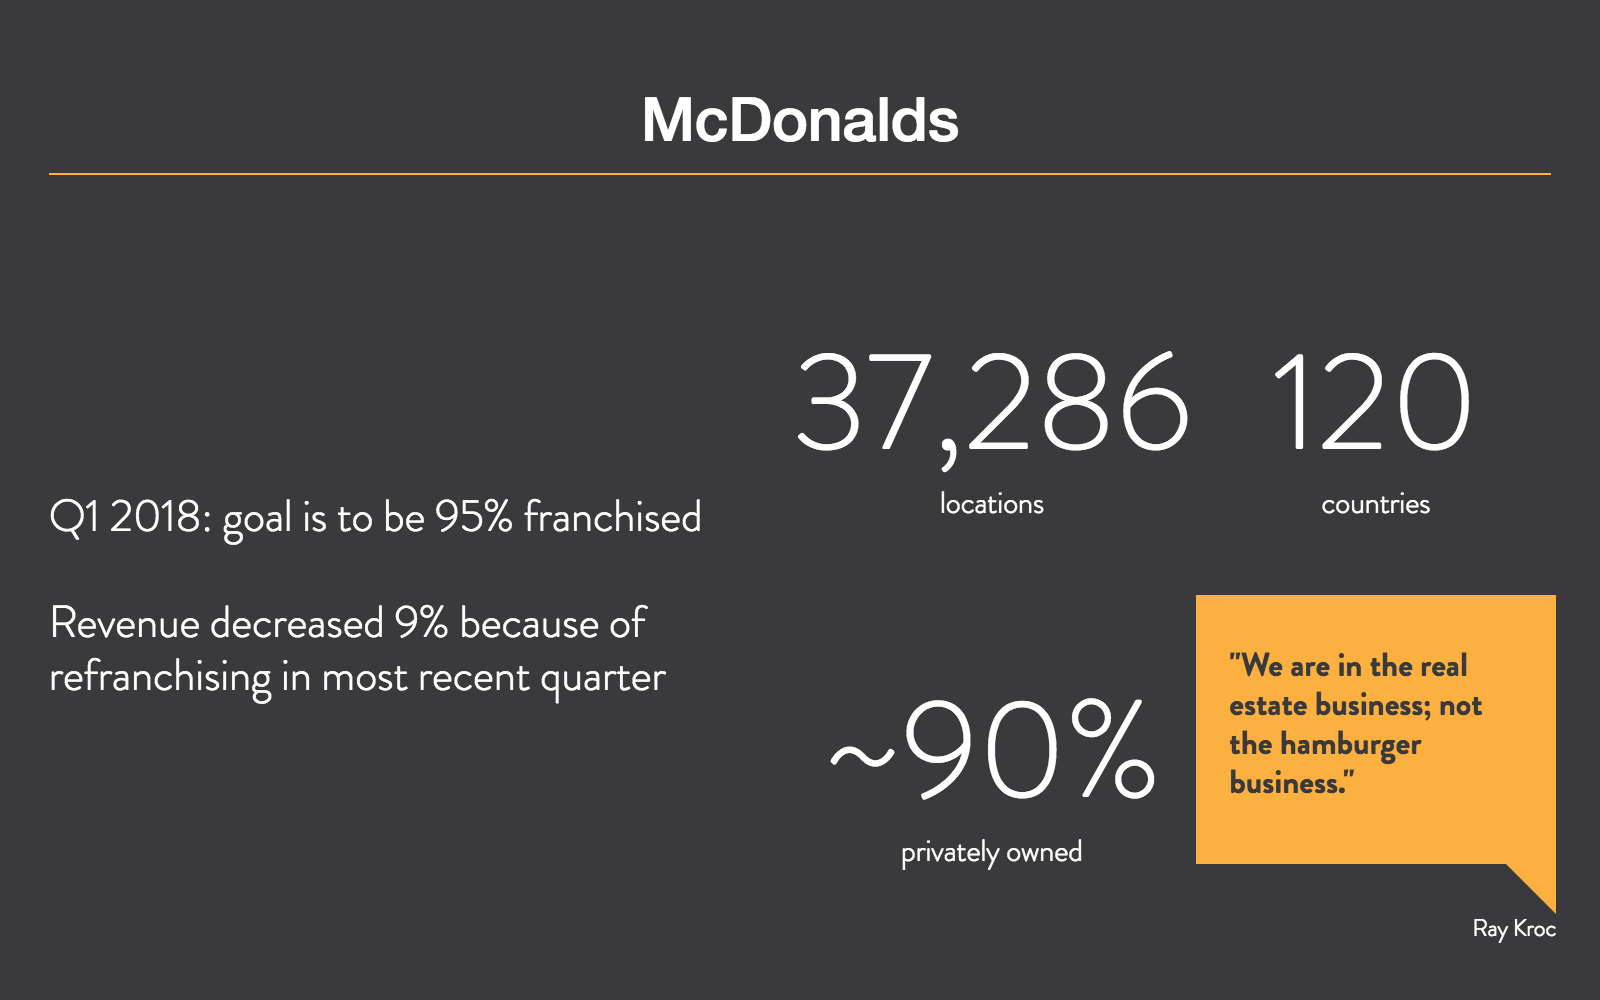 McDonalds
Q1 2018: goal is to be 95% franchised
Revenue decreased 9% because of
refranchising in most recent quarter
37,286
locations
120
countries
~90%
privately owned
"We are in the real
estate business; not
the hamburger
business."
Ray Kroc